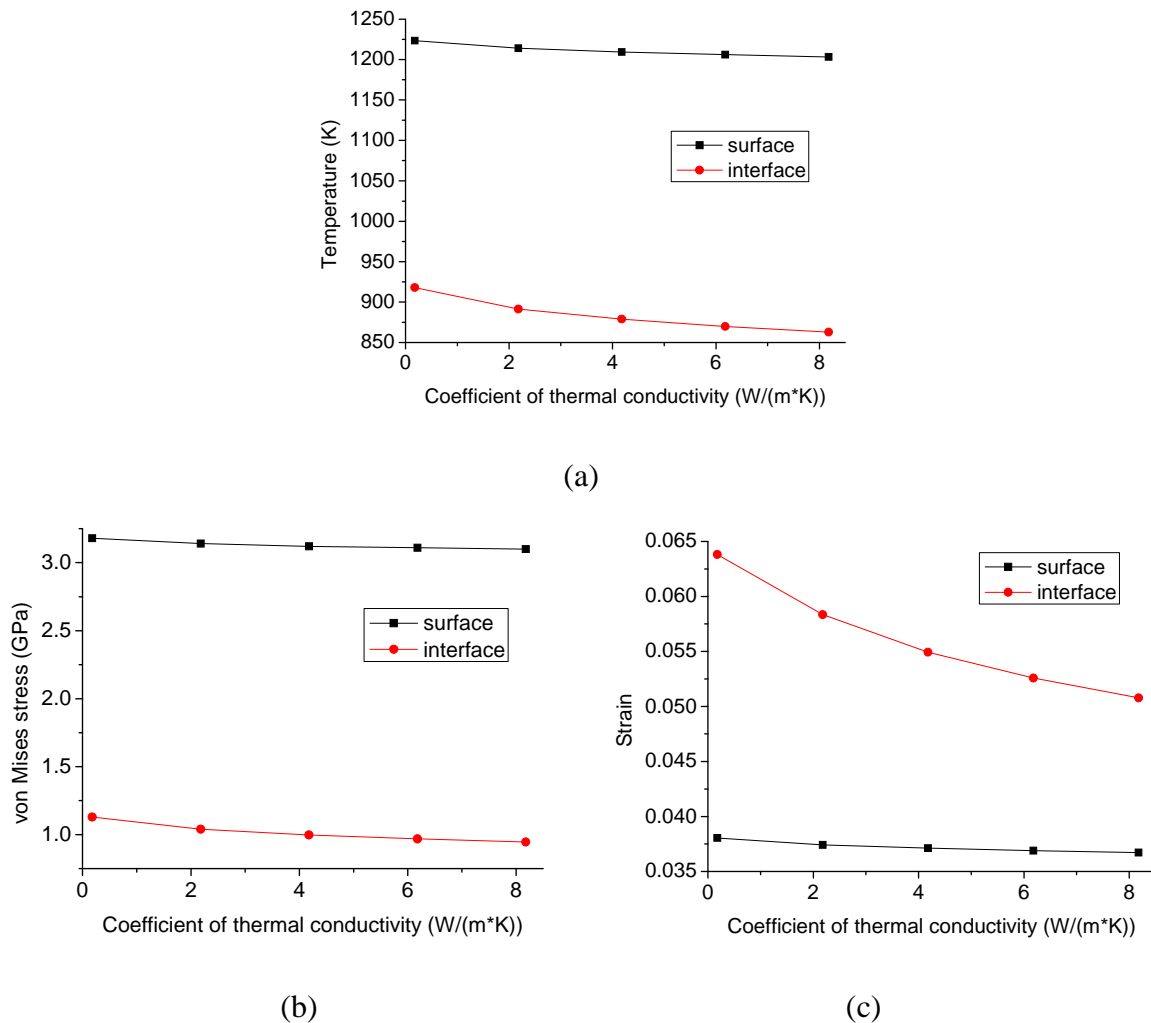 1250
1200
1150
1100
1050
1000
950
900
850
Temperature (K)
surface
interface
0 2 4 6 8
Coefficient of thermal conductivity (W/(m*K))
(a)
3.0
2.5
2.0
1.5
1.0
von Mises stress (GPa)
surface
interface
0 2 4 6 8
Coefficient of thermal conductivity (W/(m*K))
(b)
0.065
0.060
0.055
0.050
0.045
0.040
0.035
Strain
surface
interface
0 2 4 6 8
Coefficient of thermal conductivity (W/(m*K))
(c)